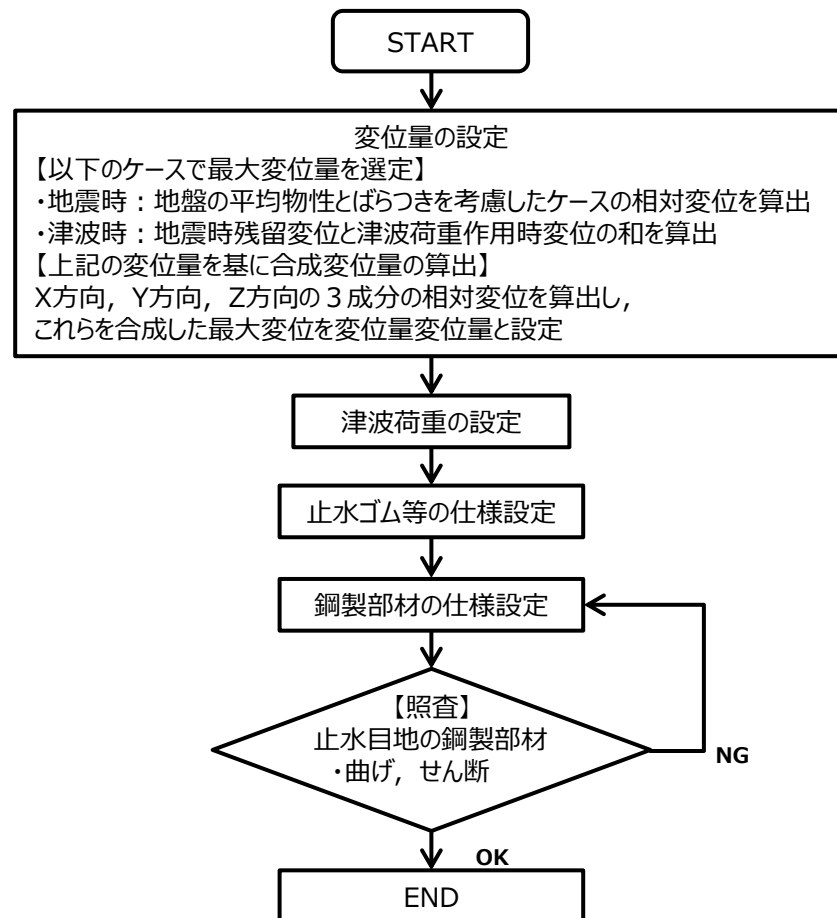 START
変位量の設定
【以下のケースで最大変位量を選定】
・地震時：地盤の平均物性とばらつきを考慮したケースの相対変位を算出
・津波時：地震時残留変位と津波荷重作用時変位の和を算出
【上記の変位量を基に合成変位量の算出】
X方向，Y方向，Z方向の３成分の相対変位を算出し，
これらを合成した最大変位を変位量変位量と設定
津波荷重の設定
止水ゴム等の仕様設定
鋼製部材の仕様設定
【照査】
止水目地の鋼製部材
・曲げ，せん断
NG
OK
END